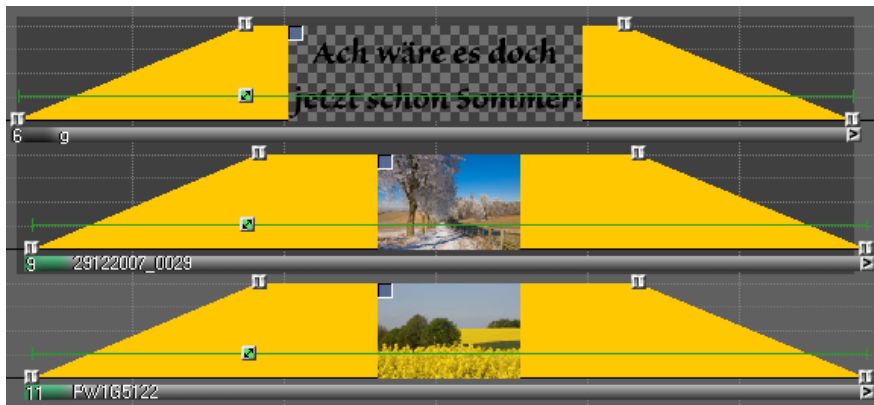 Ach wäre es doch
jetzt schon Sommer!
6 g
9 29122007_0029
11 PW1G5122